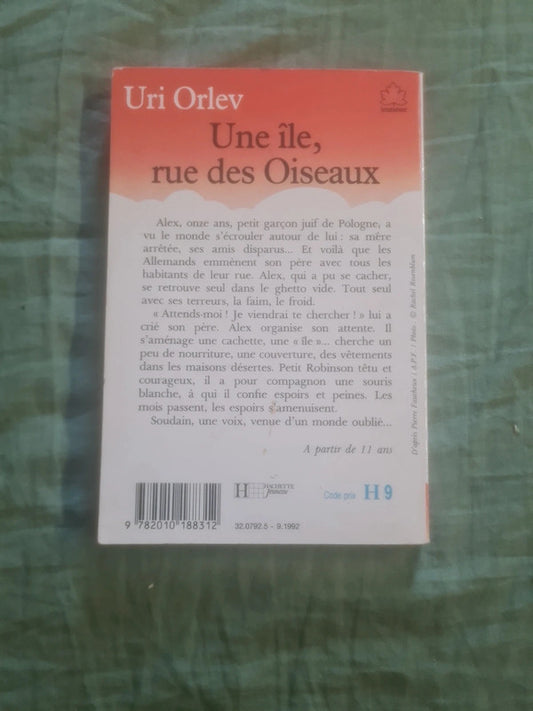 Uri Orlev
Une île,
rue des Oiseaux
Alex, onze ans, petit garçon juif de Pologne, a
vu le monde s'écrouler autour de lui : sa mère
arrêtée, ses amis disparus... Et voilà que les
Allemands emmènent son père avec tous les
habitants de leur rue. Alex, qui a pu se cacher,
se retrouve seul dans le ghetto vide. Tout seul
avec ses terreurs, la faim, le froid.
« Attends-moi ! Je viendrai te chercher ! » lui a
crié son père. Alex organise son attente. Il
s'aménage une cachette, une « île »... cherche un
peu de nourriture, une couverture, des vêtements
dans les maisons désertes. Petit Robinson têtu et
courageux, il a pour compagnon une souris
blanche, à qui il confie espoirs et peines. Les
mois passent, les espoirs s'amenuisent.
Soudain, une voix, venue d'un monde oublié...
A partir de 11 ans
D'après Pierre Faucheux ( A.P.F. ) Photo © Rachel Rosenblum
H HACHETTE
Jeunesse
Code prix H 9
9 782010 188312
32.0792.5 - 9.1992